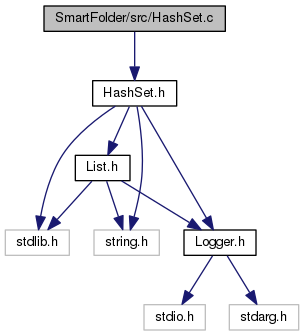 SmartFolder/src/HashSet.c
HashSet.h
List.h
stdlib.h
string.h
Logger.h
stdio.h
stdarg.h